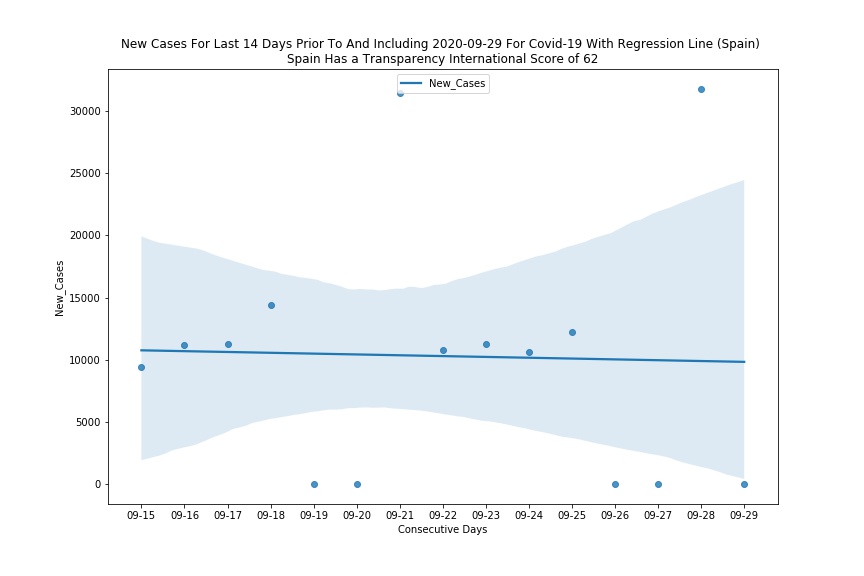 New Cases For Last 14 Days Prior To And Including 2020-09-29 For Covid-19 With Regression Line (Spain)
Spain Has a Transparency International Score of 62
New_Cases
30000
25000
20000
15000
10000
5000
0
New_Cases
09-15 09-16 09-17 09-18 09-19 09-20 09-21 09-22 09-23 09-24 09-25 09-26 09-27 09-28 09-29
Consecutive Days